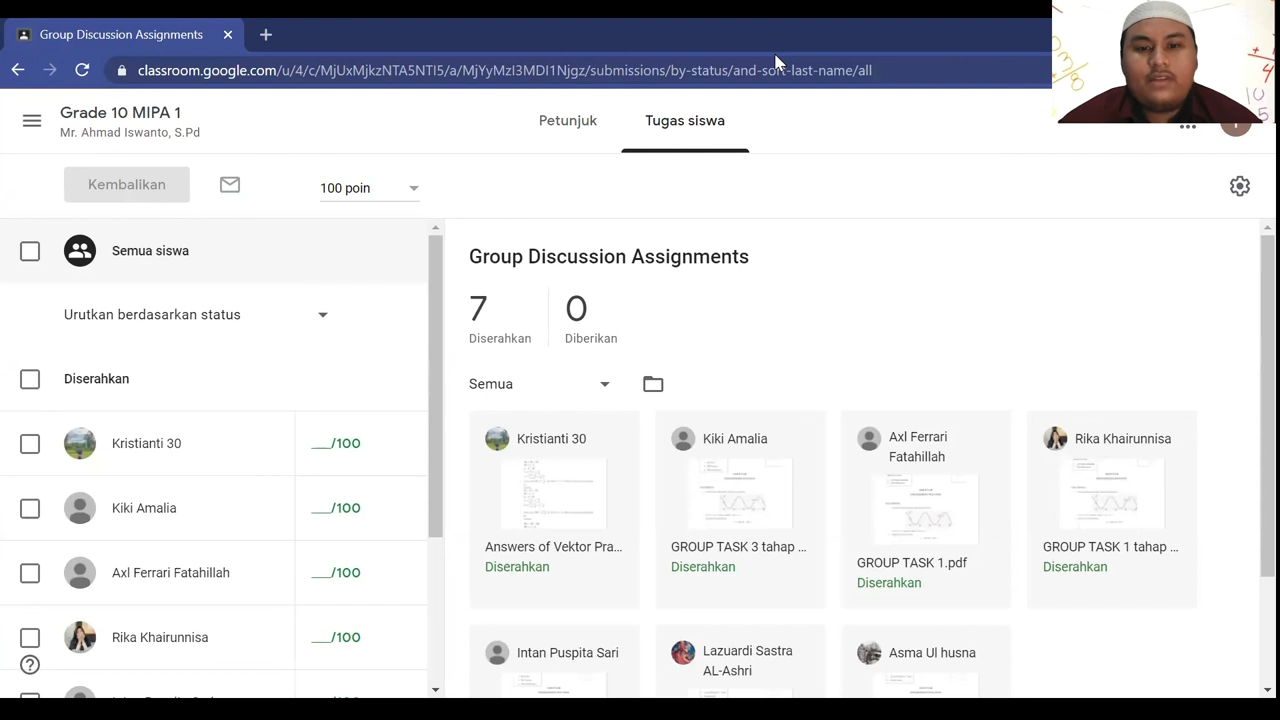 Group Discussion Assignments
classroom.google.com/u/4/c/MjUxMjkzNTA5NTI5/a/MjYyMzI3MDI1Njgz/submissions/by-status/and-sort-last-name/all
Grade 10 MIPA 1
Mr. Ahmad Iswanto, S.Pd
Petunjuk
Tugas siswa
Kembalikan
100 poin
Semua siswa
Urutkan berdasarkan status
Diserahkan
Kristianti 30
___/100
Kiki Amalia
___/100
Axl Ferrari Fatahillah
___/100
Rika Khairunnisa
___/100
Group Discussion Assignments
7
Diserahkan
0
Diberikan
Semua
Kristianti 30
Answers of Vektor Pra...
Diserahkan
Kiki Amalia
GROUP TASK 3 tahap ...
Diserahkan
Axl Ferrari
Fatahillah
GROUP TASK 1.pdf
Diserahkan
Rika Khairunnisa
GROUP TASK 1 tahap ...
Diserahkan
Intan Puspita Sari
Lazuardi Sastra
AL-Ashri
Asma Ul husna